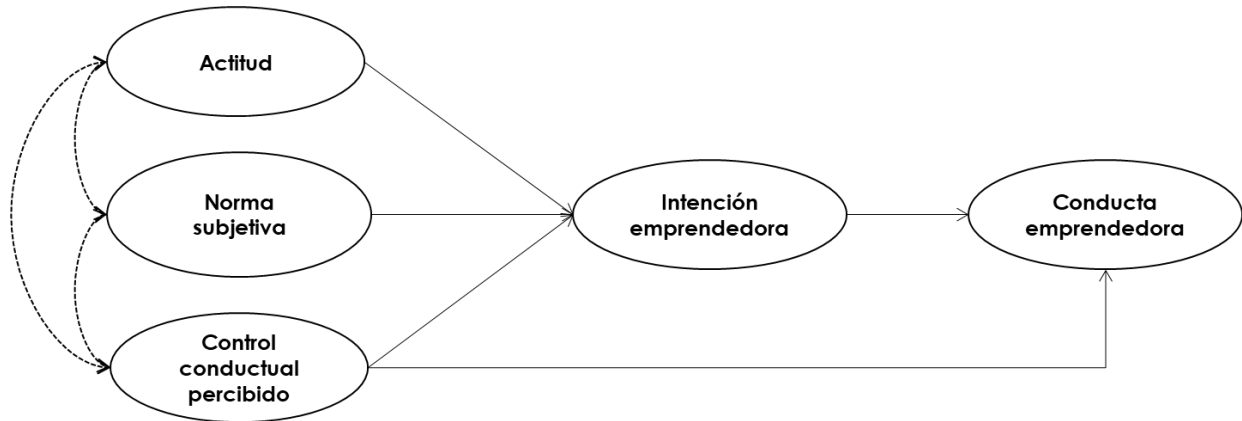 Actitud
Norma
subjetiva
Control
conductual
percibido
Intención
emprendedora
Conducta
emprendedora